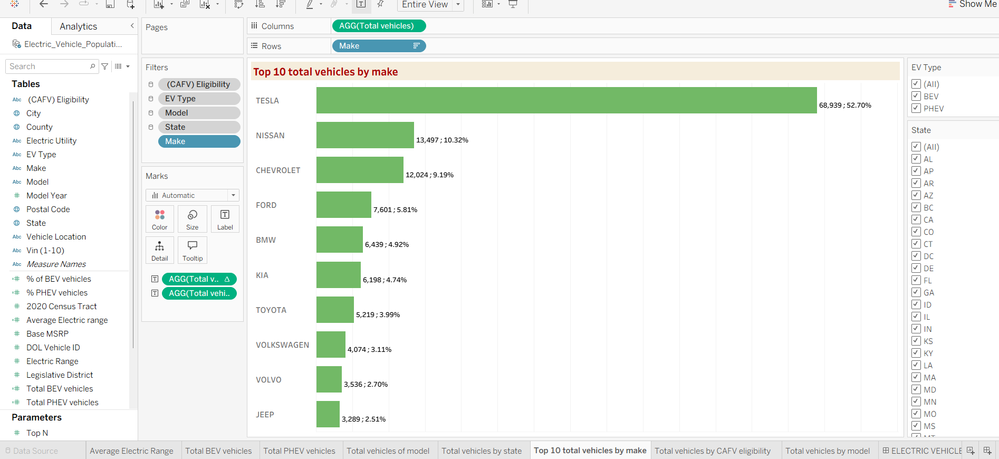 Entire View
Show Me
Data
Analytics
Electric_Vehicle_Populati...
Search
Tables
Abc (CAFV) Eligibility
City
County
Abc Electric Utility
Abc EV Type
Abc Make
Abc Model
# Model Year
Postal Code
State
Abc Vehicle Location
Abc Vin (1-10)
Abc Measure Names
=# % of BEV vehicles
=# % PHEV vehicles
# 2020 Census Tract
=# Average Electric range
# Base MSRP
# DOL Vehicle ID
# Electric Range
# Legislative District
=# Total BEV vehicles
=# Total PHEV vehicles
Parameters
# Top N
Pages
Filters
(CAFV) Eligibility
EV Type
Model
State
Make
Marks
Automatic
Color
Size
Label
Detail
Tooltip
AGG(Total v.. Δ
AGG(Total vehi..
Columns
AGG(Total vehicles)
Rows
Make
Top 10 total vehicles by make
TESLA
68,939 ; 52.70%
NISSAN
13,497 ; 10.32%
CHEVROLET
12,024 ; 9.19%
FORD
7,601 ; 5.81%
BMW
6,439 ; 4.92%
KIA
6,198 ; 4.74%
TOYOTA
5,219 ; 3.99%
VOLKSWAGEN
4,074 ; 3.11%
VOLVO
3,536 ; 2.70%
JEEP
3,289 ; 2.51%
EV Type
(All)
BEV
PHEV
State
(All)
AL
AP
AR
AZ
BC
CA
CO
CT
DC
DE
FL
GA
ID
IL
IN
KS
KY
LA
MA
MD
MN
MO
MS
MT
Data Source
Average Electric Range
Total BEV vehicles
Total PHEV vehicles
Total vehicles of model
Total vehicles by state
Top 10 total vehicles by make
Total vehicles by CAFV eligibility
Total vehicles by model
ELECTRIC VEHICLE